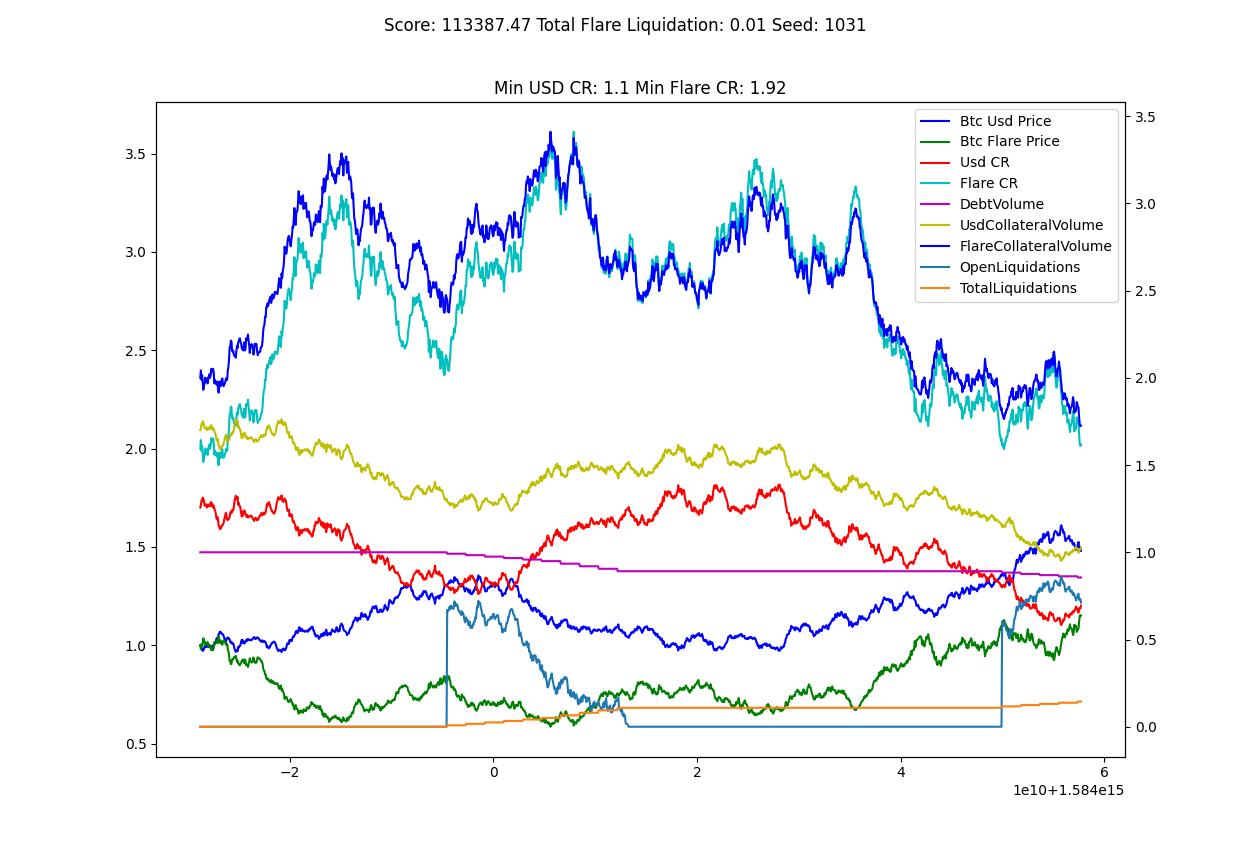 Score: 113387.47 Total Flare Liquidation: 0.01 Seed: 1031
Min USD CR: 1.1 Min Flare CR: 1.92
Btc Usd Price
Btc Flare Price
Usd CR
Flare CR
DebtVolume
UsdCollateralVolume
FlareCollateralVolume
OpenLiquidations
TotalLiquidations
3.5
3.0
2.5
2.0
1.5
1.0
0.5
3.5
3.0
2.5
2.0
1.5
1.0
0.5
0.0
−2
0
2
4
6
1e10+1.584e15